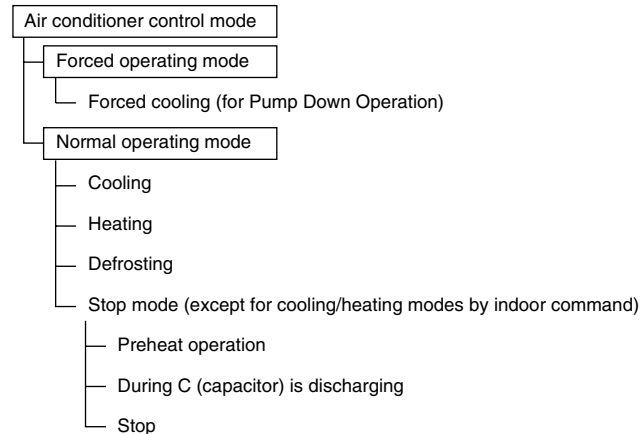 Air conditioner control mode
Forced operating mode
Forced cooling (for Pump Down Operation)
Normal operating mode
Cooling
Heating
Defrosting
Stop mode (except for cooling/heating modes by indoor command)
Preheat operation
During C (capacitor) is discharging
Stop